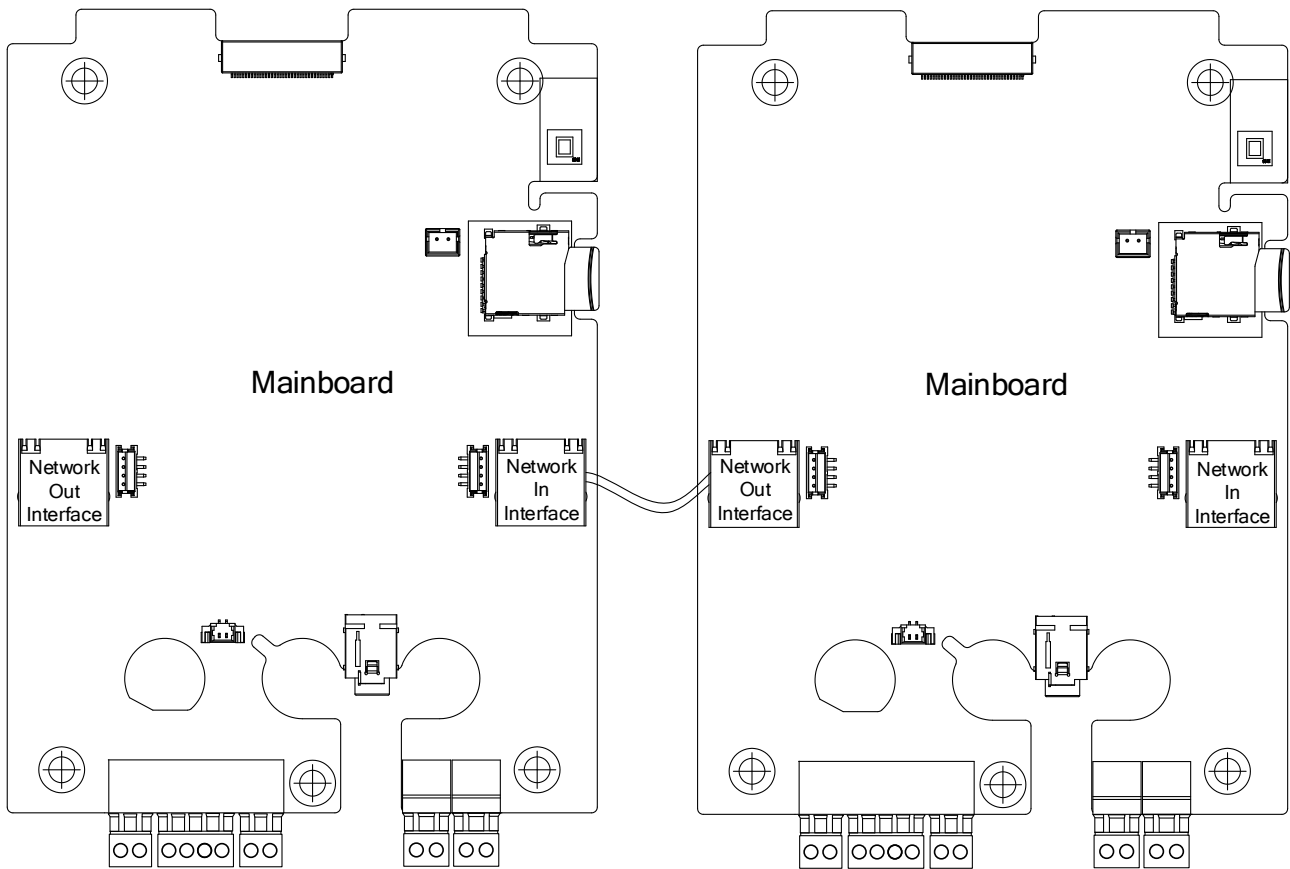 Mainboard
Mainboard
Network
Out
Interface
Network
In
Interface
Network
Out
Interface
Network
In
Interface